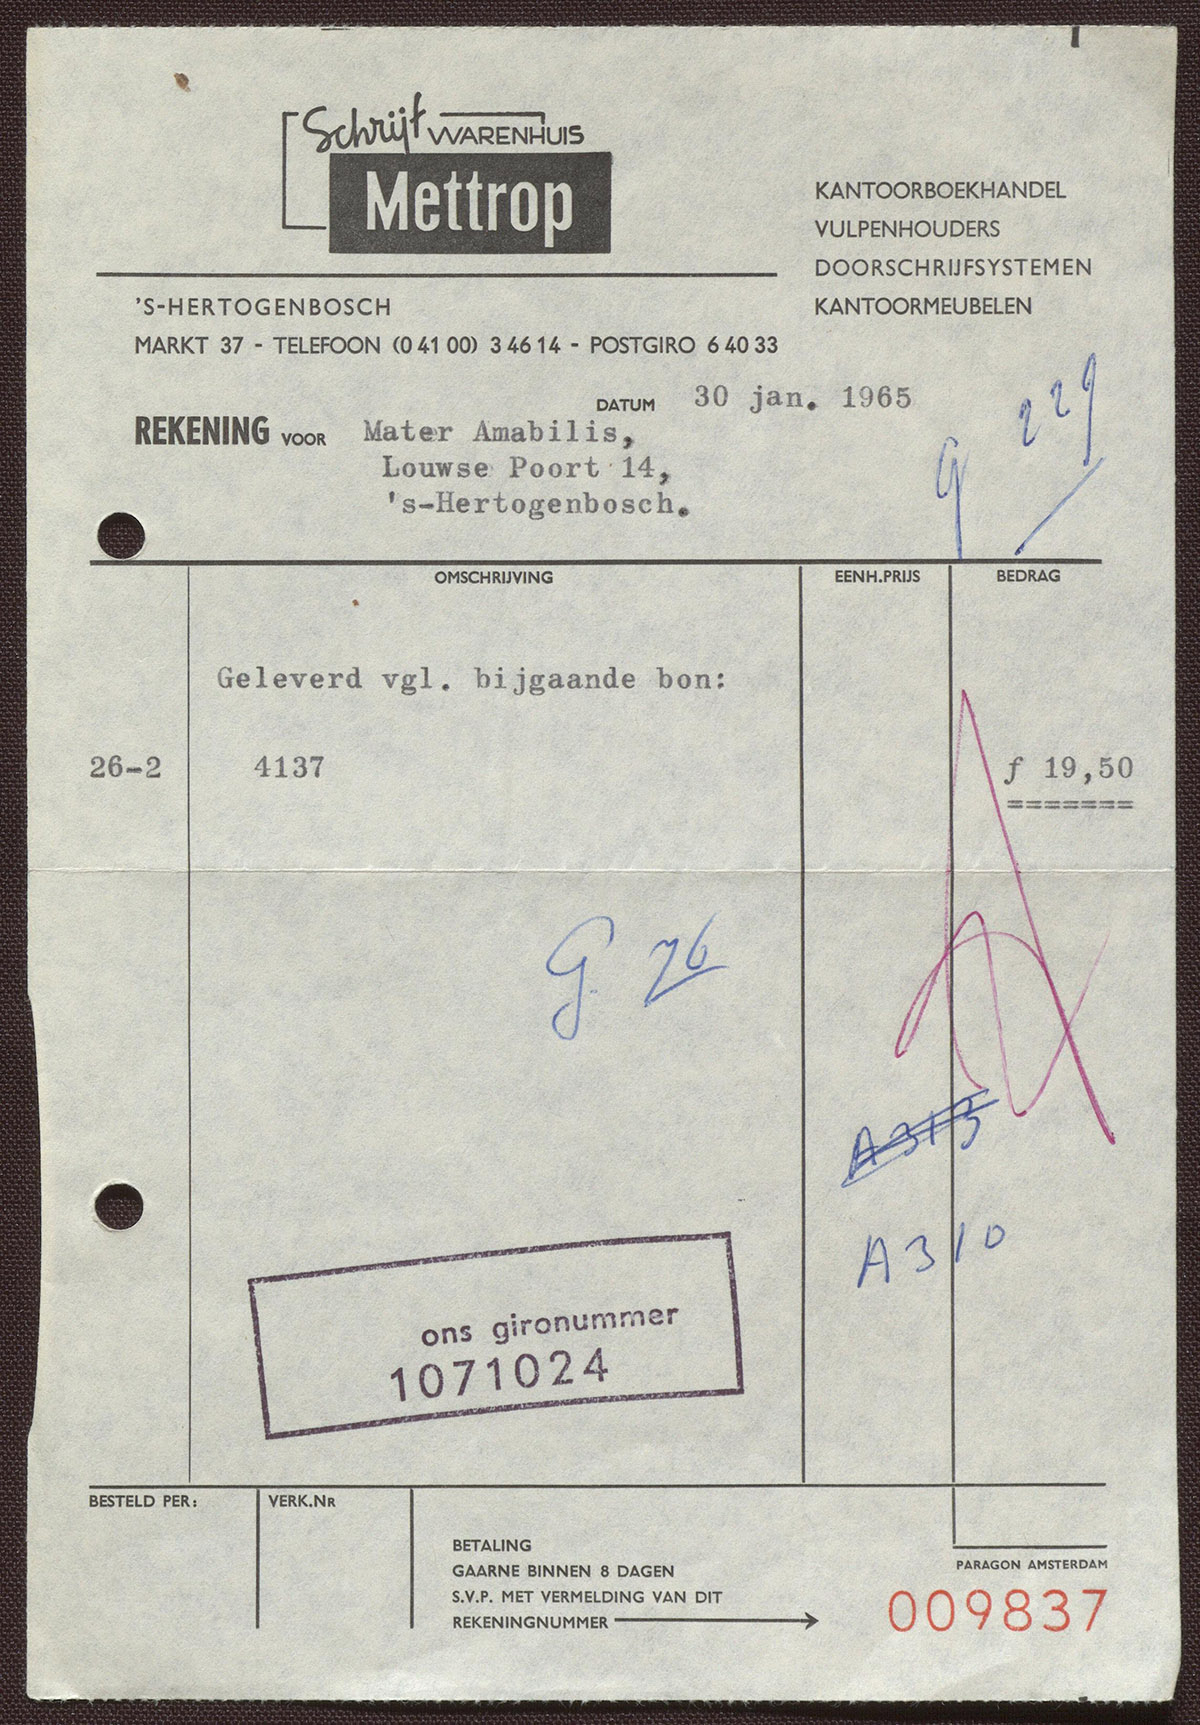 Schrijf WARENHUIS
Mettrop
KANTOORBOEKHANDEL
VULPENHOUDERS
DOORSCHRIJFSYSTEMEN
KANTOORMEUBELEN
'S-HERTOGENBOSCH
MARKT 37 - TELEFOON (0 41 00) 3 46 14 - POSTGIRO 6 40 33
DATUM 30 jan. 1965
REKENING VOOR Mater Amabilis,
Louwse Poort 14,
's-Hertogenbosch.
g 229
OMSCHRIJVING EENH.PRIJS BEDRAG
Geleverd vgl. bijgaande bon:
26-2 4137 ƒ 19,50
=======
G. 76
A313
A310
ons gironummer
1071024
BESTELD PER: VERK.Nr
BETALING
GAARNE BINNEN 8 DAGEN
S.V.P. MET VERMELDING VAN DIT
REKENINGNUMMER
PARAGON AMSTERDAM
009837